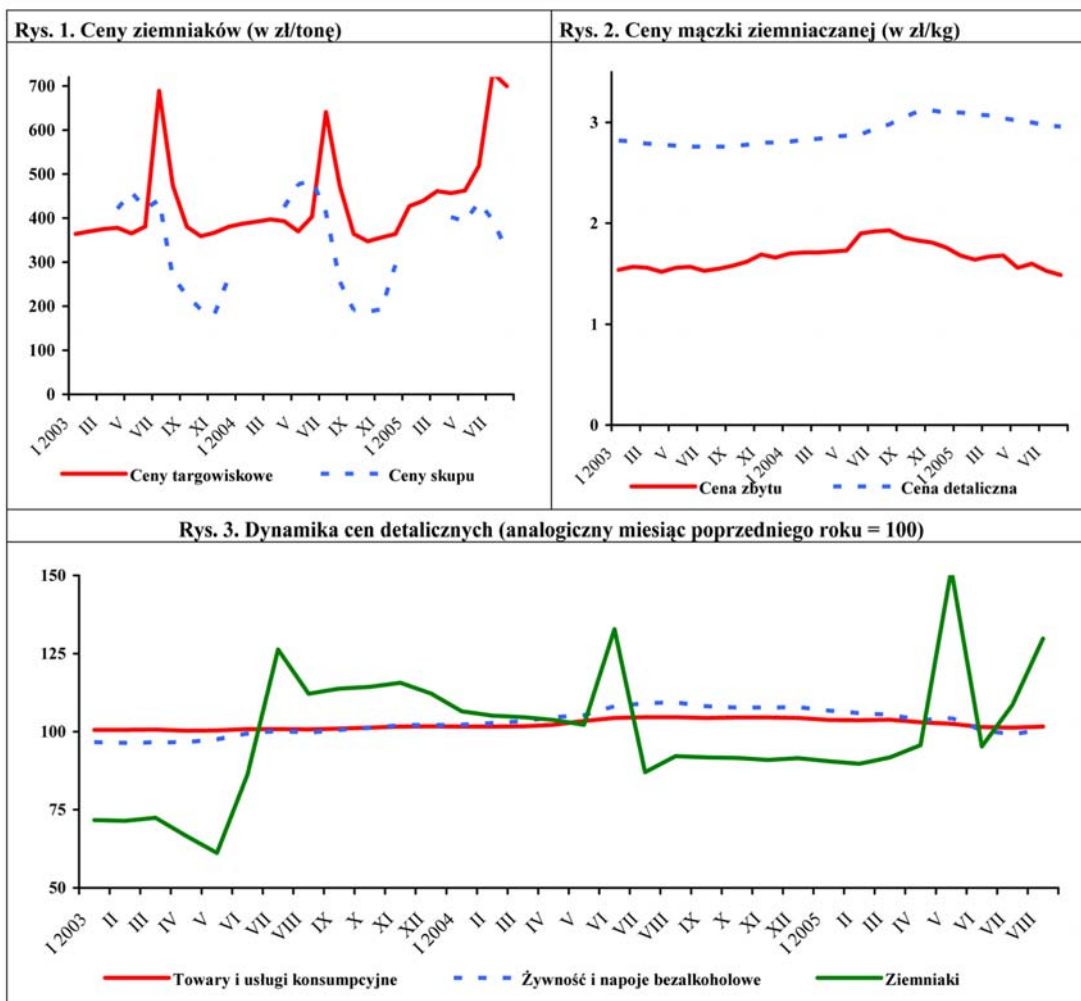 Rys. 1. Ceny ziemniaków (w zł/tonę)
700
600
500
400
300
200
100
0
I 2003 III V VII IX XI I 2004 III V VII IX XI I 2005 III V VII
Ceny targowiskowe Ceny skupu
Rys. 2. Ceny mączki ziemniaczanej (w zł/kg)
3
2
1
0
I 2003 III V VII IX XI I 2004 III V VII IX XI I 2005 III V VII
Cena zbytu Cena detaliczna
Rys. 3. Dynamika cen detalicznych (analogiczny miesiąc poprzedniego roku = 100)
150
125
100
75
50
I 2003 II III IV V VI VII VIII IX X XI XII I 2004 II III IV V VI VII VIII IX X XI XII I 2005 II III IV V VI VII VIII
Towary i usługi konsumpcyjne Żywność i napoje bezalkoholowe Ziemniaki